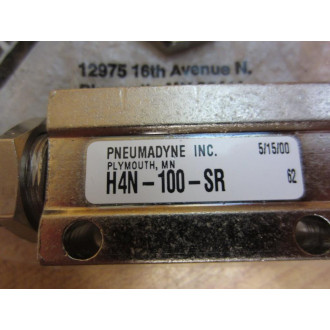 12975 16th Avenue N.
PNEUMADYNE INC. 5/15/00
PLYMOUTH, MN
H4N-100-SR 62